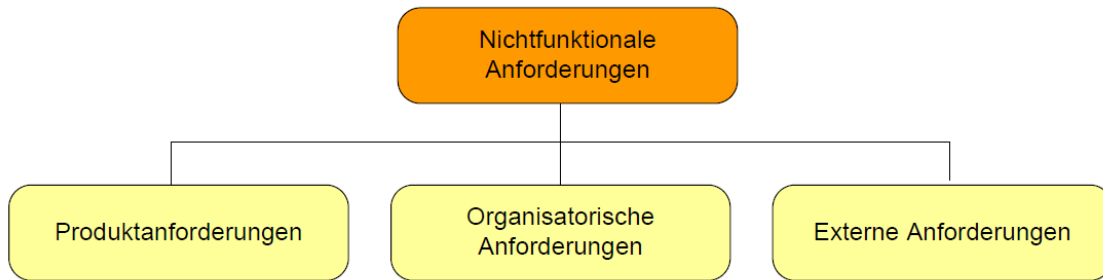 Nichtfunktionale
Anforderungen
Produktanforderungen
Organisatorische
Anforderungen
Externe Anforderungen